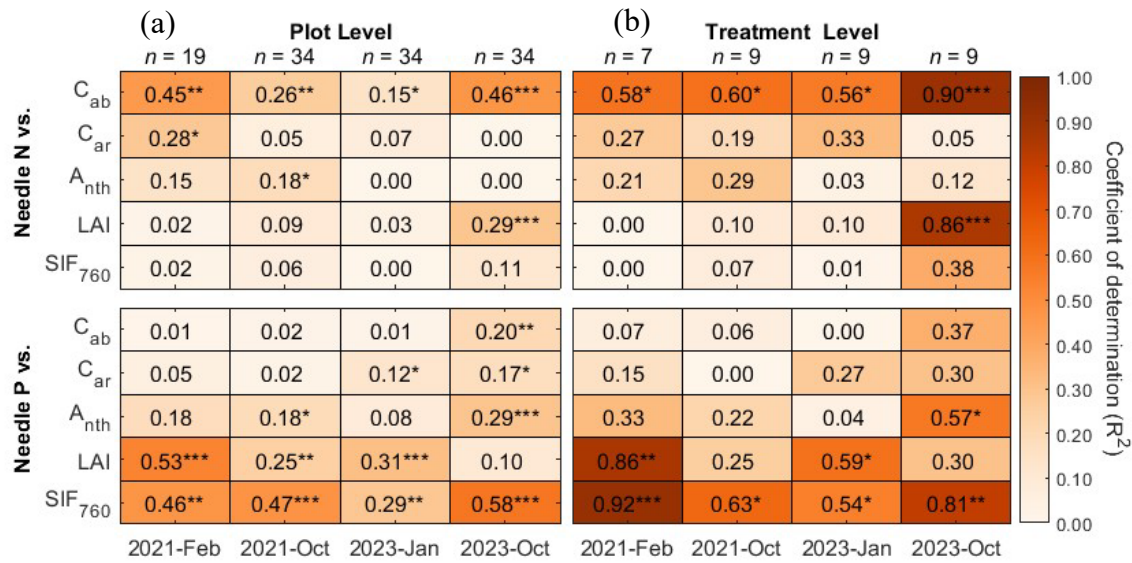 (a) (b)
Plot Level Treatment Level
n = 19 n = 34 n = 34 n = 34 n = 7 n = 9 n = 9 n = 9
Needle N vs.
C_ab 0.45** 0.26** 0.15* 0.46*** 0.58* 0.60* 0.56* 0.90***
C_ar 0.28* 0.05 0.07 0.00 0.27 0.19 0.33 0.05
A_nth 0.15 0.18* 0.00 0.00 0.21 0.29 0.03 0.12
LAI 0.02 0.09 0.03 0.29*** 0.00 0.10 0.10 0.86***
SIF_760 0.02 0.06 0.00 0.11 0.00 0.07 0.01 0.38
Needle P vs.
C_ab 0.01 0.02 0.01 0.20** 0.07 0.06 0.00 0.37
C_ar 0.05 0.02 0.12* 0.17* 0.15 0.00 0.27 0.30
A_nth 0.18 0.18* 0.08 0.29*** 0.33 0.22 0.04 0.57*
LAI 0.53*** 0.25** 0.31*** 0.10 0.86** 0.25 0.59* 0.30
SIF_760 0.46** 0.47*** 0.29** 0.58*** 0.92*** 0.63* 0.54* 0.81**
2021-Feb 2021-Oct 2023-Jan 2023-Oct 2021-Feb 2021-Oct 2023-Jan 2023-Oct
1.00
0.90
0.80
0.70
0.60
0.50
0.40
0.30
0.20
0.10
0.00
Coefficient of determination (R²)